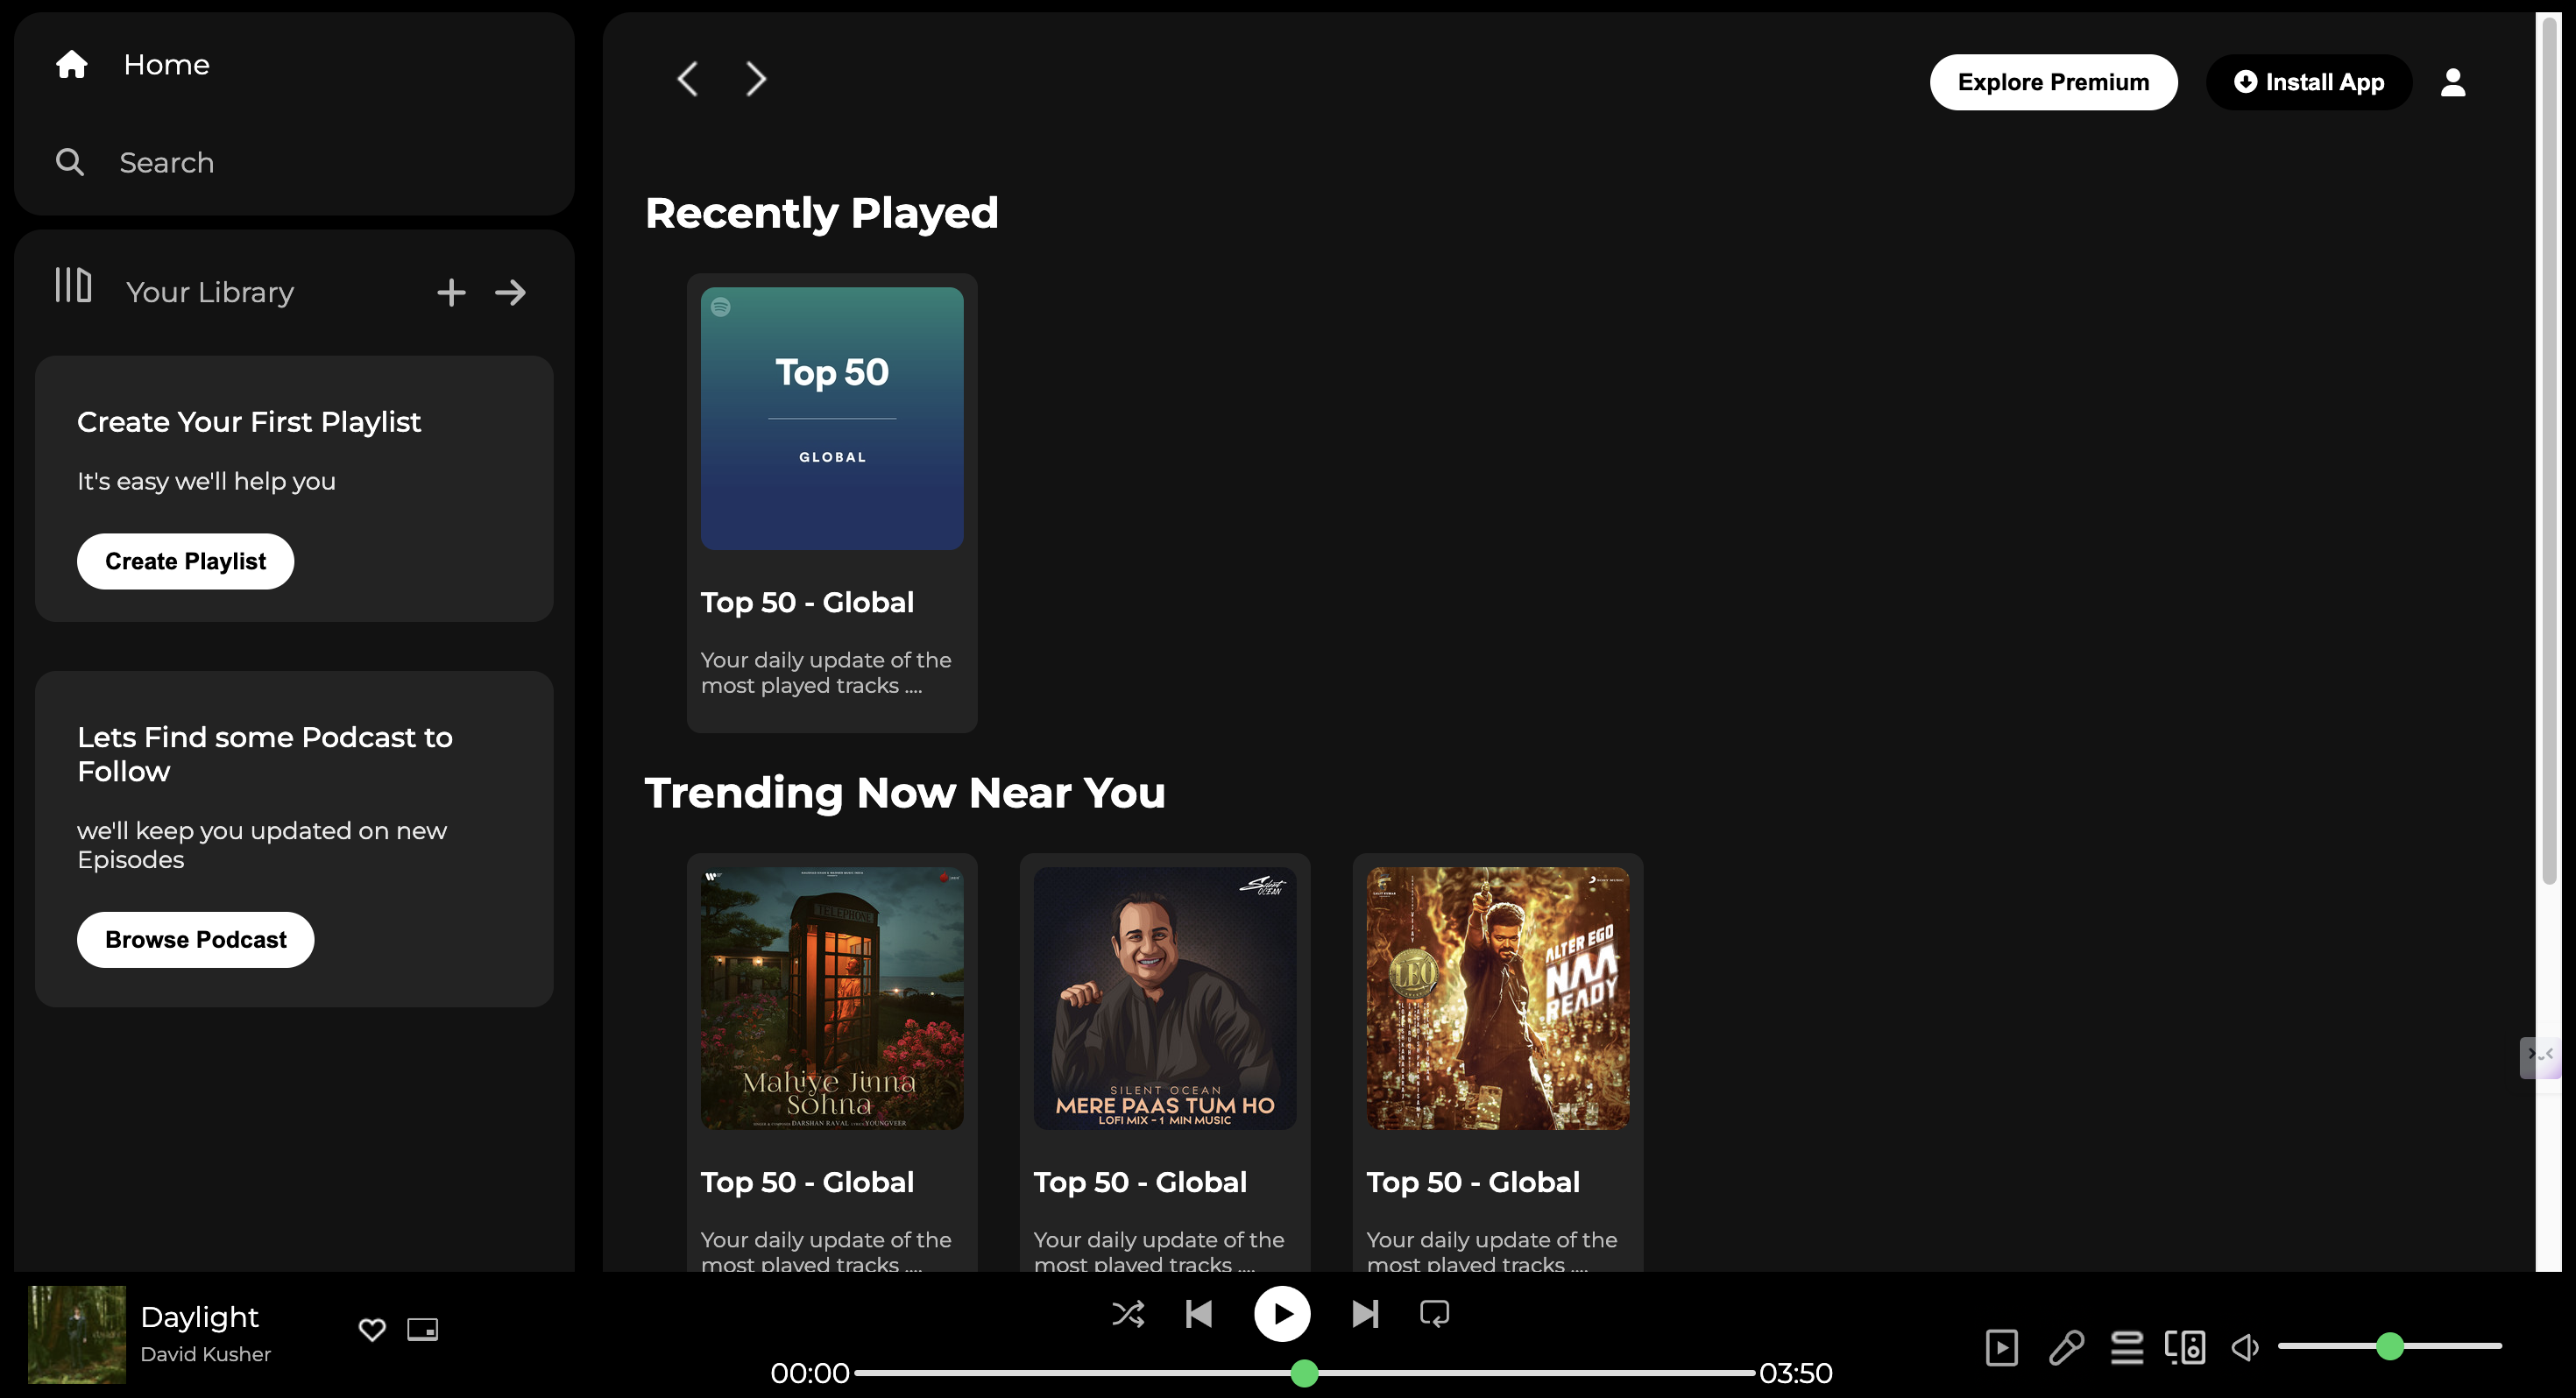 Home
Search
Your Library
Create Your First Playlist
It's easy we'll help you
Create Playlist
Lets Find some Podcast to
Follow
we'll keep you updated on new
Episodes
Browse Podcast
Explore Premium
Install App
Recently Played
Top 50
GLOBAL
Top 50 - Global
Your daily update of the
most played tracks ....
Trending Now Near You
TELEPHONE
Mahiye Jinna
Sohna
DARSHAN RAVAL
YOUNGVEER
Silent
OCEAN
SILENT OCEAN
MERE PAAS TUM HO
LOFI MIX - 1 MIN MUSIC
LEO
ALTER EGO
NAA
READY
Top 50 - Global
Your daily update of the
most played tracks ....
Top 50 - Global
Your daily update of the
most played tracks ....
Top 50 - Global
Your daily update of the
most played tracks ....
Daylight
David Kusher
00:00
03:50